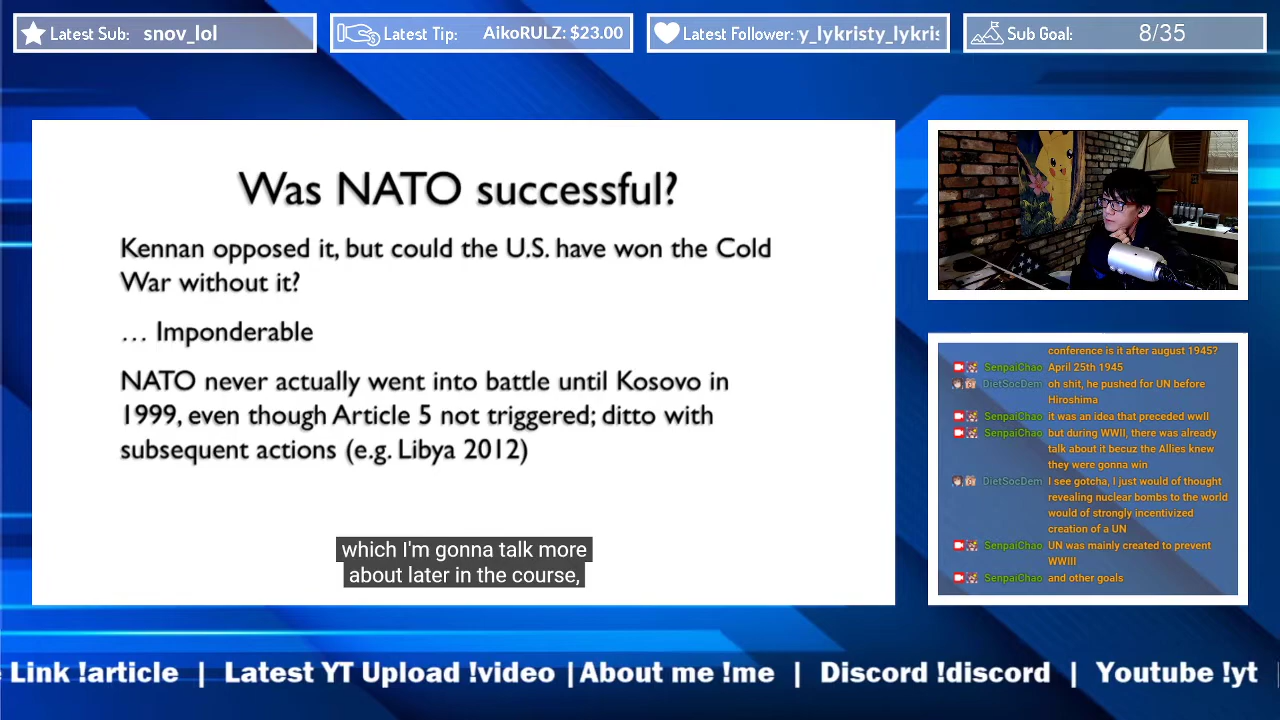 Latest Sub: snov_lol
Latest Tip: AikoRULZ: $23.00
Latest Follower: y_lykristy_lykris
Sub Goal: 8/35
Was NATO successful?
Kennan opposed it, but could the U.S. have won the Cold
War without it?
… Imponderable
NATO never actually went into battle until Kosovo in
1999, even though Article 5 not triggered; ditto with
subsequent actions (e.g. Libya 2012)
which I'm gonna talk more
about later in the course,
conference is it after august 1945?
SenpaiChao April 25th 1945
DietSocDem oh shit, he pushed for UN before
Hiroshima
SenpaiChao it was an idea that preceded wwII
SenpaiChao but during WWII, there was already
talk about it becuz the Allies knew
they were gonna win
DietSocDem I see gotcha, I just would of thought
revealing nuclear bombs to the world
would of strongly incentivized
creation of a UN
SenpaiChao UN was mainly created to prevent
WWIII
SenpaiChao and other goals
Link !article | Latest YT Upload !video | About me !me | Discord !discord | Youtube !yt